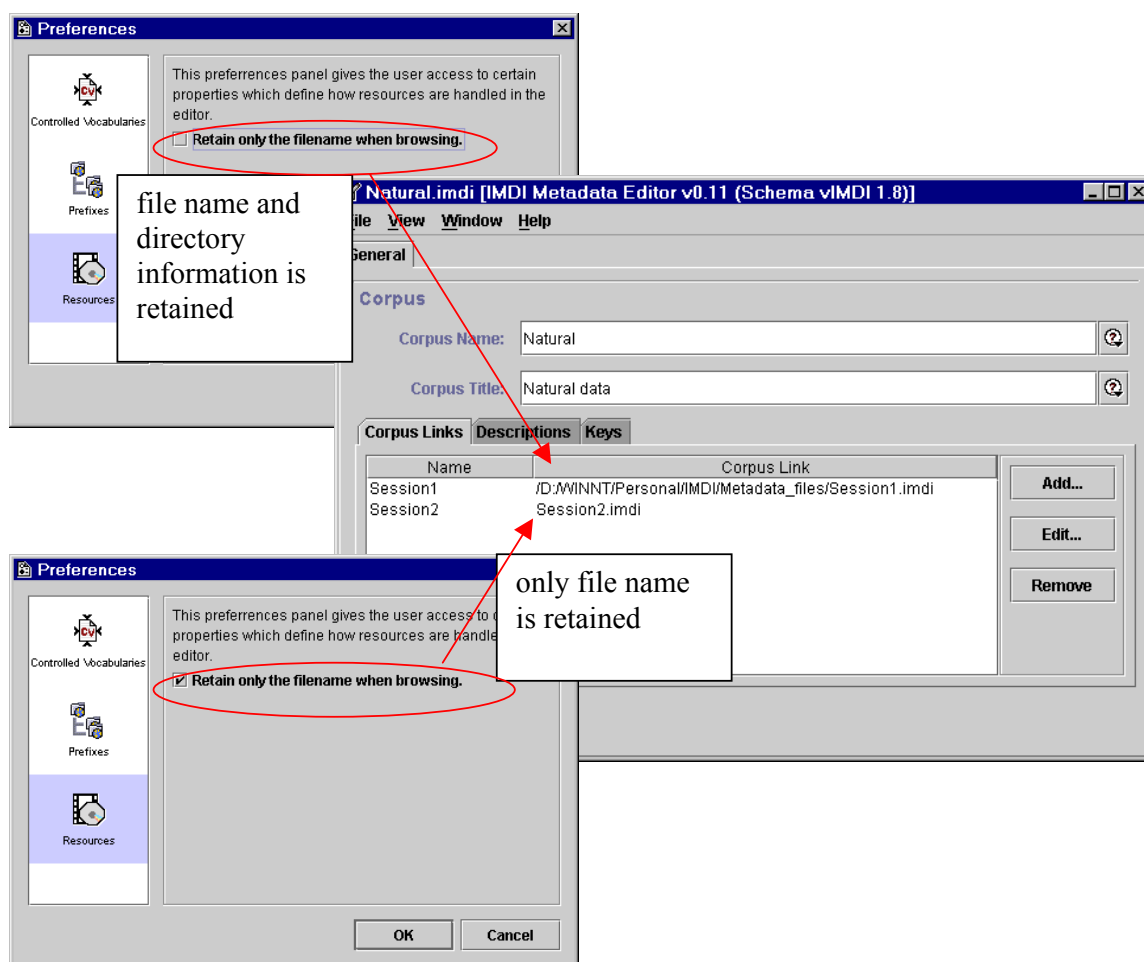 Preferences
This preferrences panel gives the user access to certain
properties which define how resources are handled in the
editor.
Retain only the filename when browsing.
Controlled Vocabularies
Prefixes
Resources
file name and
directory
information is
retained
Natural.imdi [IMDI Metadata Editor v0.11 (Schema vIMDI 1.8)]
File View Window Help
General
Corpus
Corpus Name: Natural
Corpus Title: Natural data
Corpus Links Descriptions Keys
Name Corpus Link
Session1 /D:/WINNT/Personal/IMDI/Metadata_files/Session1.imdi
Session2 Session2.imdi
Add...
Edit...
Remove
only file name
is retained
Preferences
This preferrences panel gives the user access to
properties which define how resources are handle
editor.
Retain only the filename when browsing.
Controlled Vocabularies
Prefixes
Resources
OK Cancel